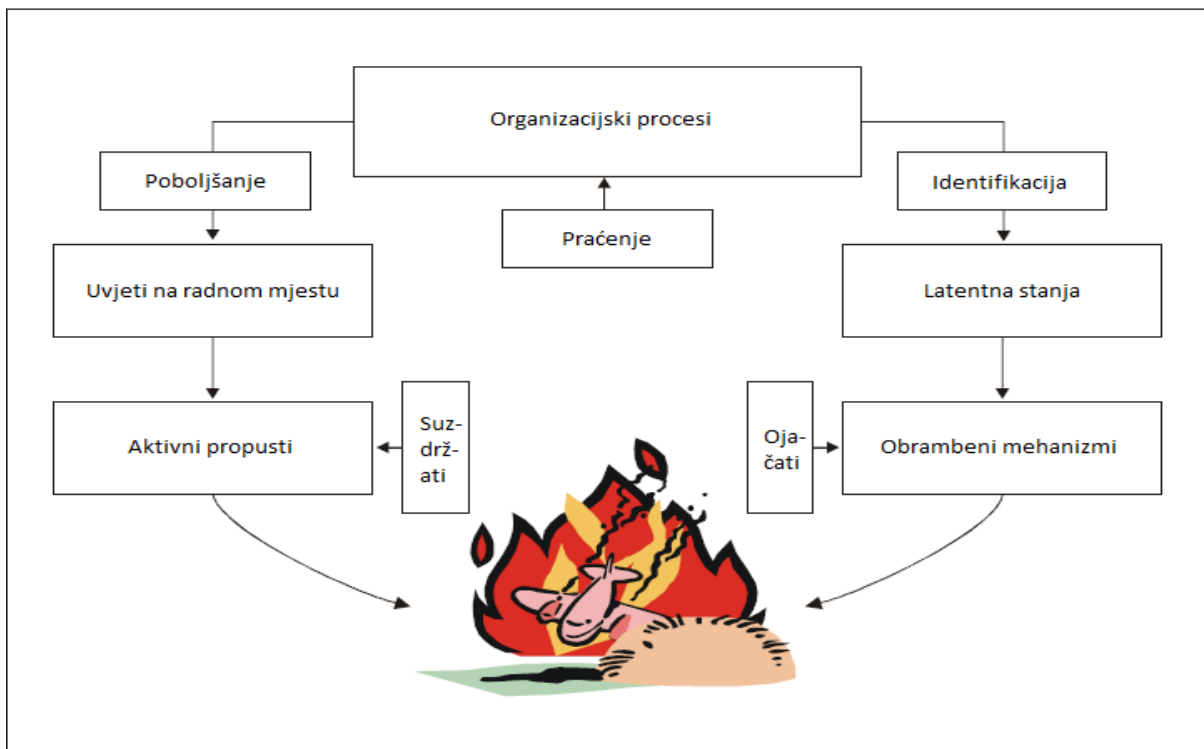 Organizacijski procesi
Poboljšanje
Identifikacija
Praćenje
Uvjeti na radnom mjestu
Latentna stanja
Aktivni propusti
Suz-
drž-
ati
Oja-
čati
Obrambeni mehanizmi